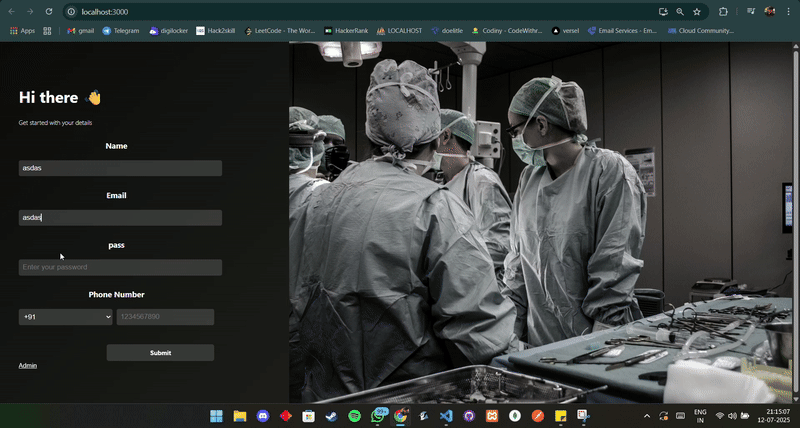 localhost:3000
Apps
gmail
Telegram
digilocker
Hack2skill
LeetCode - The Wor...
HackerRank
LOCALHOST
doelitle
Codiny - CodeWithr...
versel
Email Services - Em...
Cloud Community...
Hi there 👋
Get started with your details
Name
asdas
Email
asdas
pass
Enter your password
Phone Number
+91
1234567890
Submit
Admin
99+
ENG
IN
21:15:07
12-07-2025